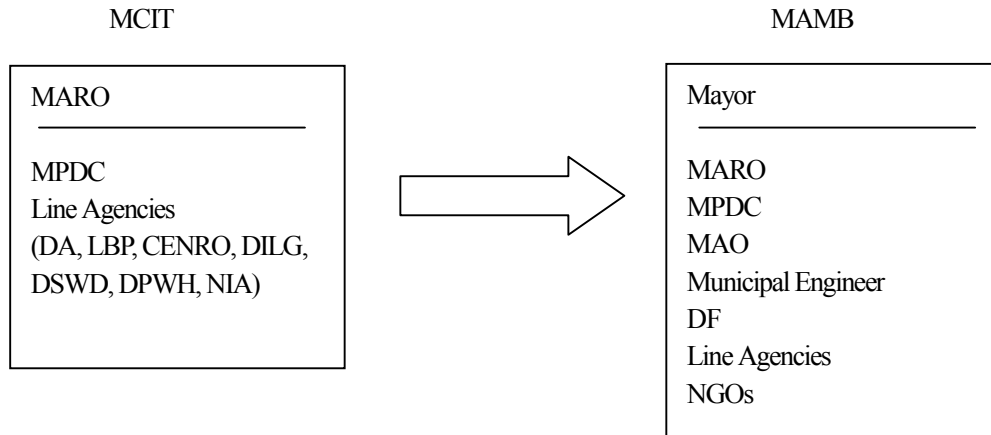 MCIT
MARO
MPDC
Line Agencies
(DA, LBP, CENRO, DILG,
DSWD, DPWH, NIA)
MAMB
Mayor
MARO
MPDC
MAO
Municipal Engineer
DF
Line Agencies
NGOs